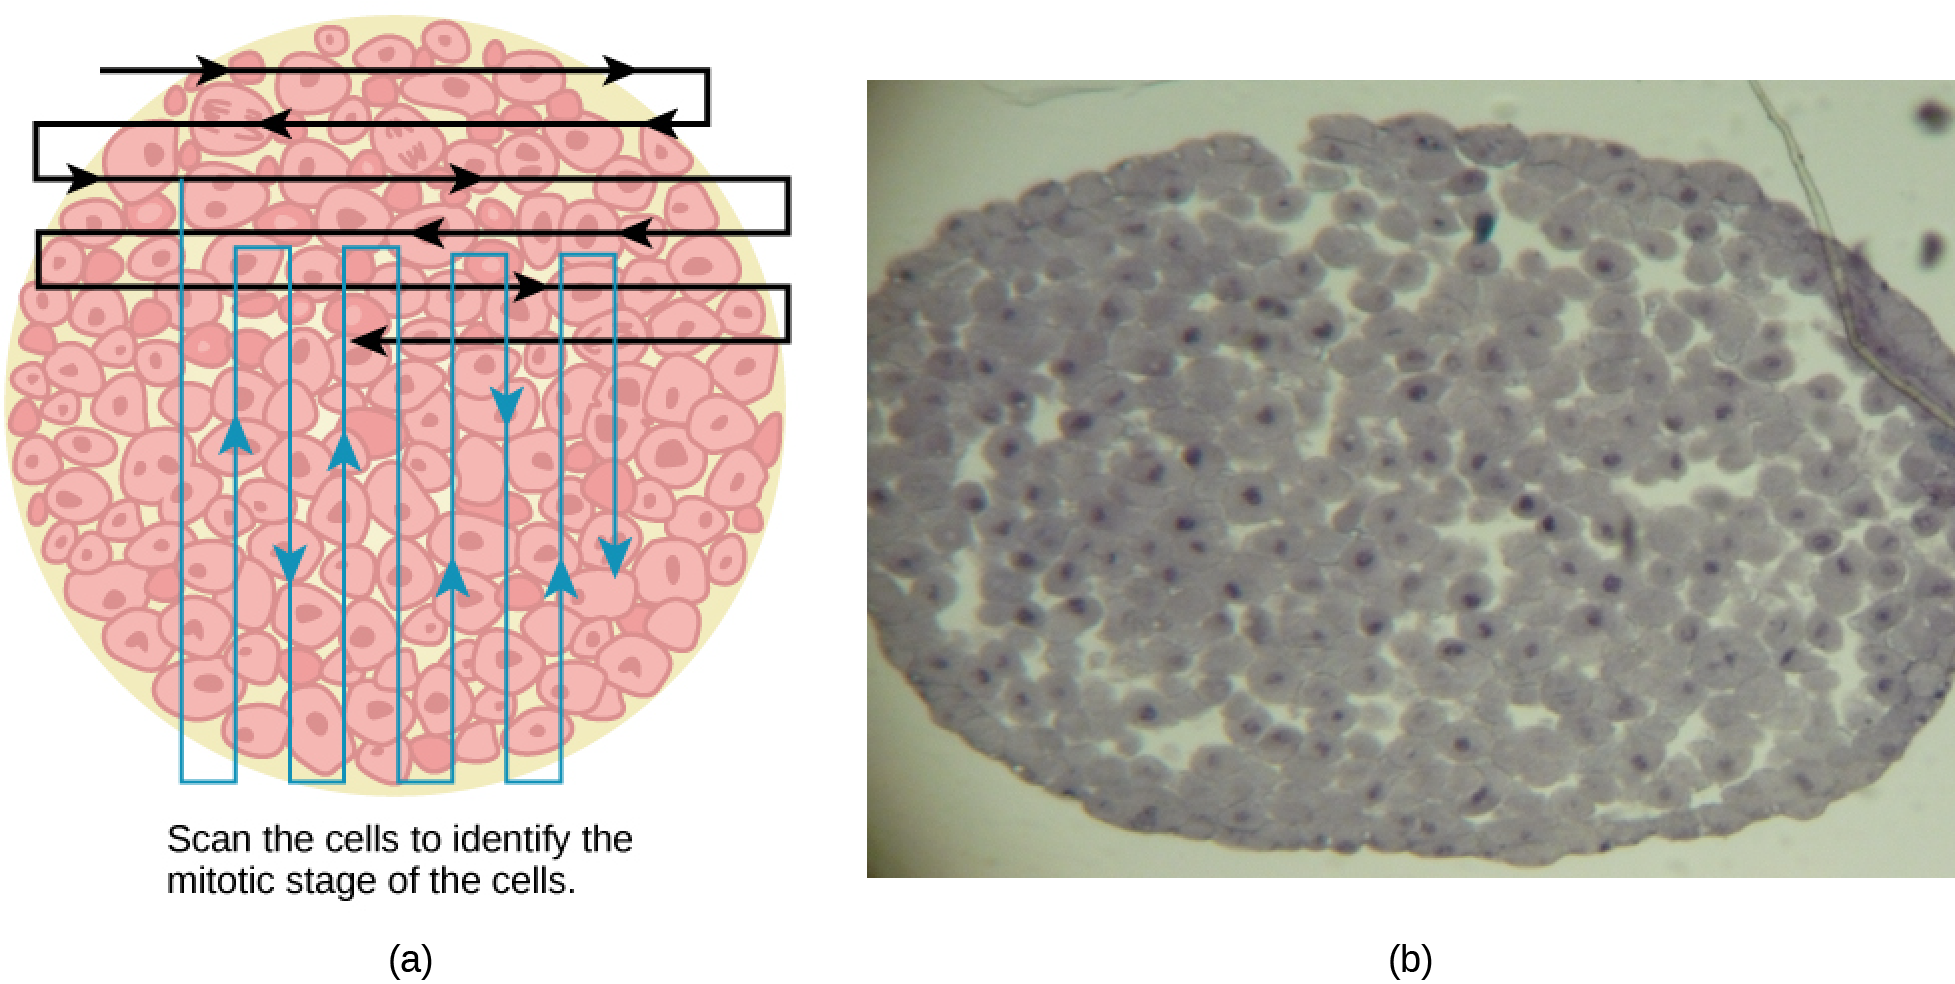 Scan the cells to identify the
mitotic stage of the cells.
(a)
(b)